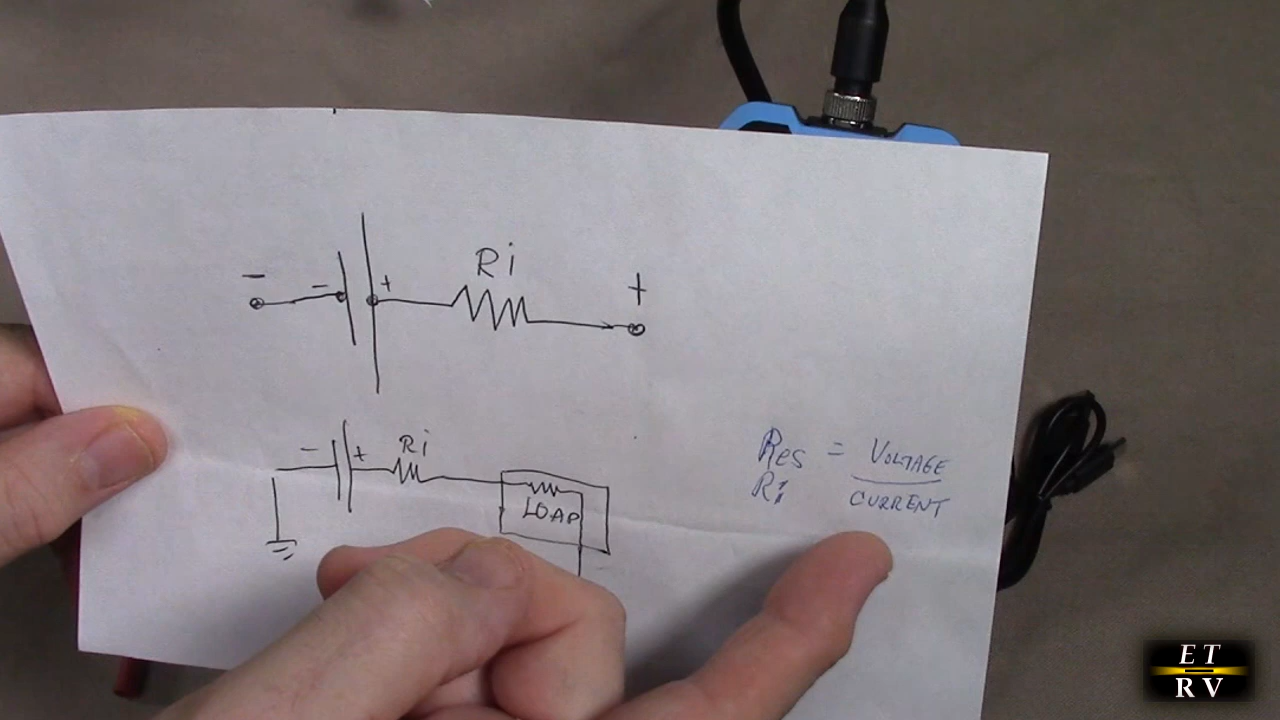 Ri
-
-
+
+
-
+
Ri
LOAD
Res = VOLTAGE
Ri CURRENT
ET
RV